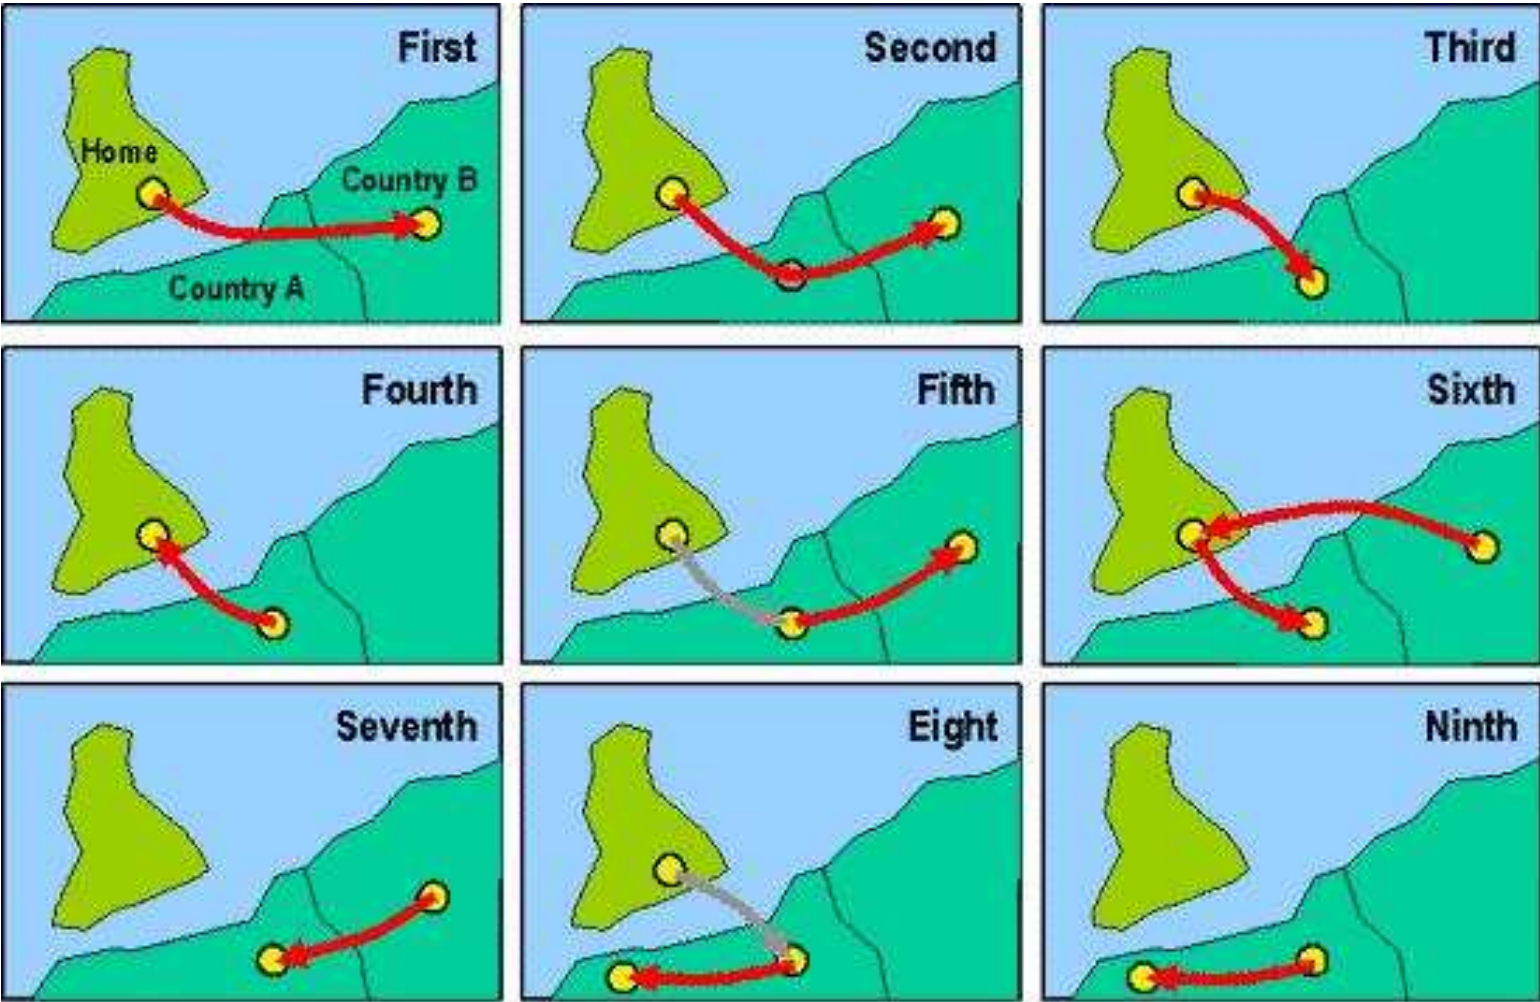 First
Home
Country B
Country A
Second
Third
Fourth
Fifth
Sixth
Seventh
Eight
Ninth